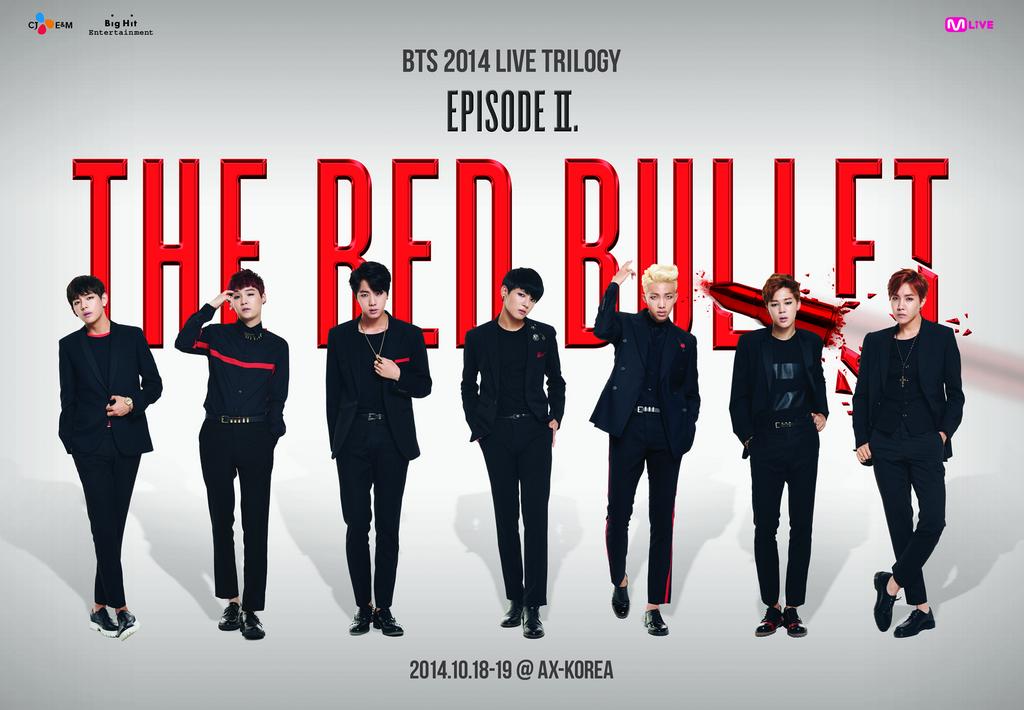 CJ E&M
Big Hit
Entertainment
M LIVE
BTS 2014 LIVE TRILOGY
EPISODE II.
THE RED BULLET
2014.10.18-19 @ AX-KOREA